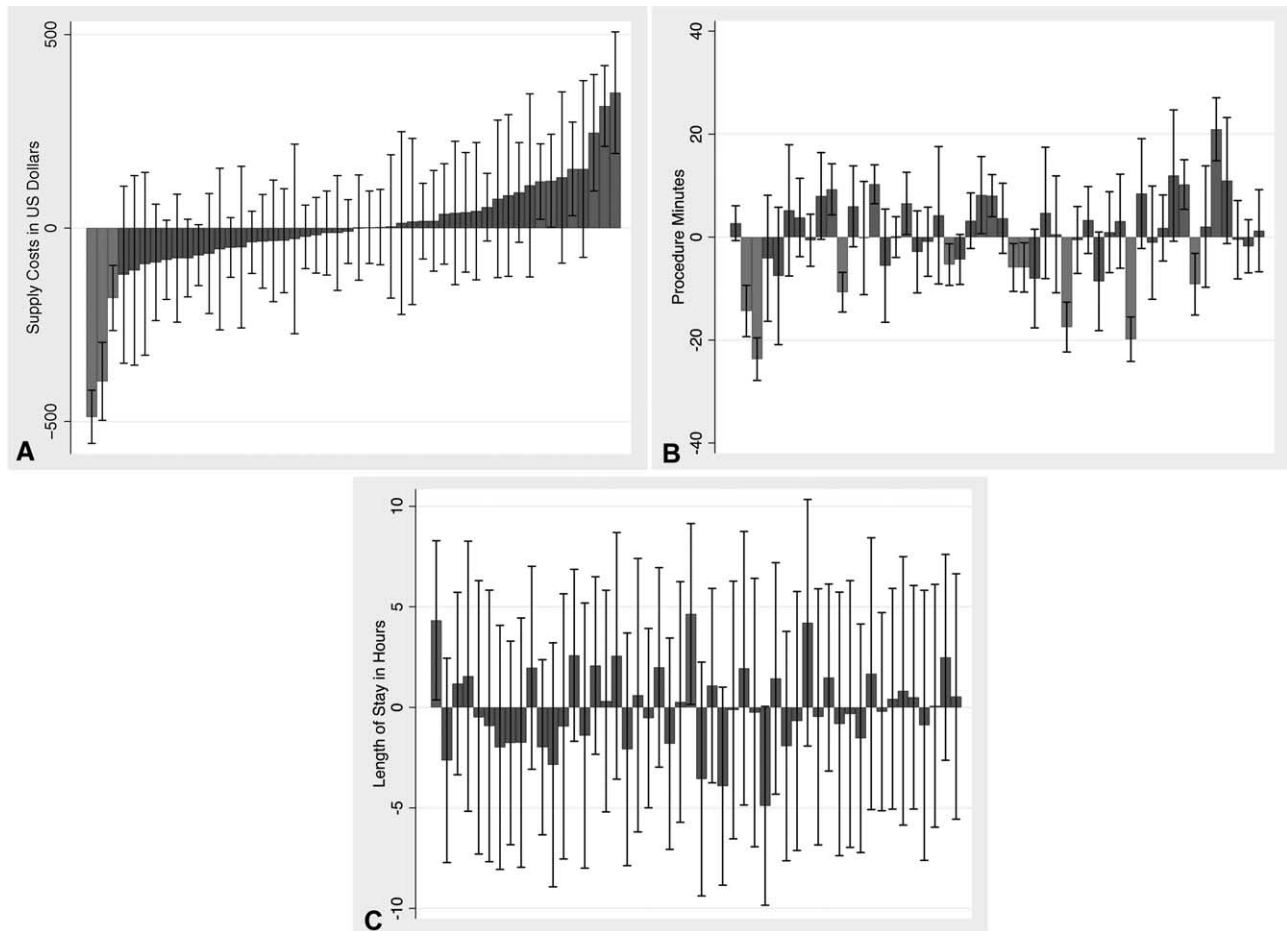 Supply Costs in US Dollars
500
0
−500
A
Procedure Minutes
40
20
0
-20
-40
B
Length of Stay in Hours
10
5
0
-5
-10
C